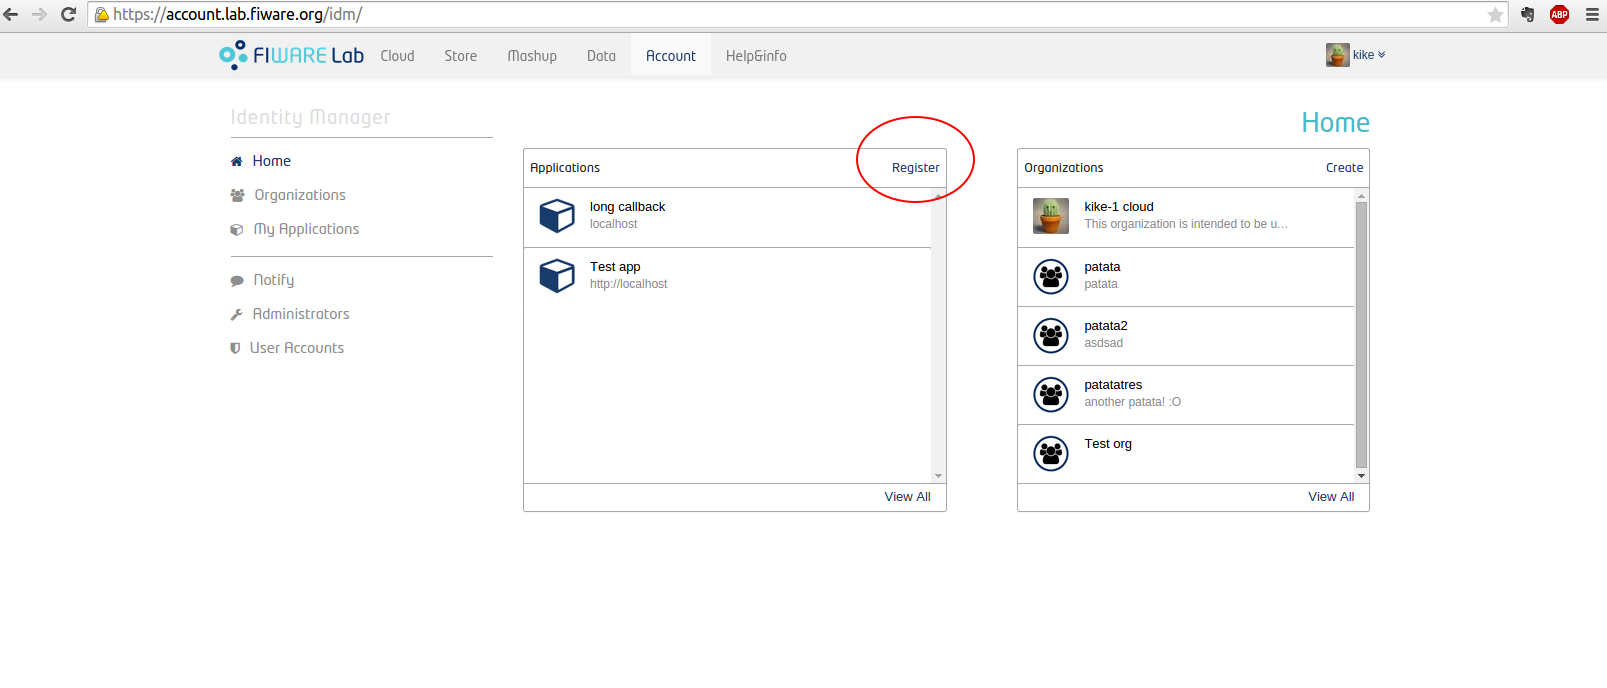 https://account.lab.fiware.org/idm/
ABP
FIWARE Lab Cloud Store Mashup Data Account Help&info kike
Identity Manager
Home
Organizations
My Applications
Notify
Administrators
User Accounts
Home
Applications Register
long callback
localhost
Test app
http://localhost
View All
Organizations Create
kike-1 cloud
This organization is intended to be u...
patata
patata
patata2
asdsad
patatatres
another patata! :O
Test org
View All